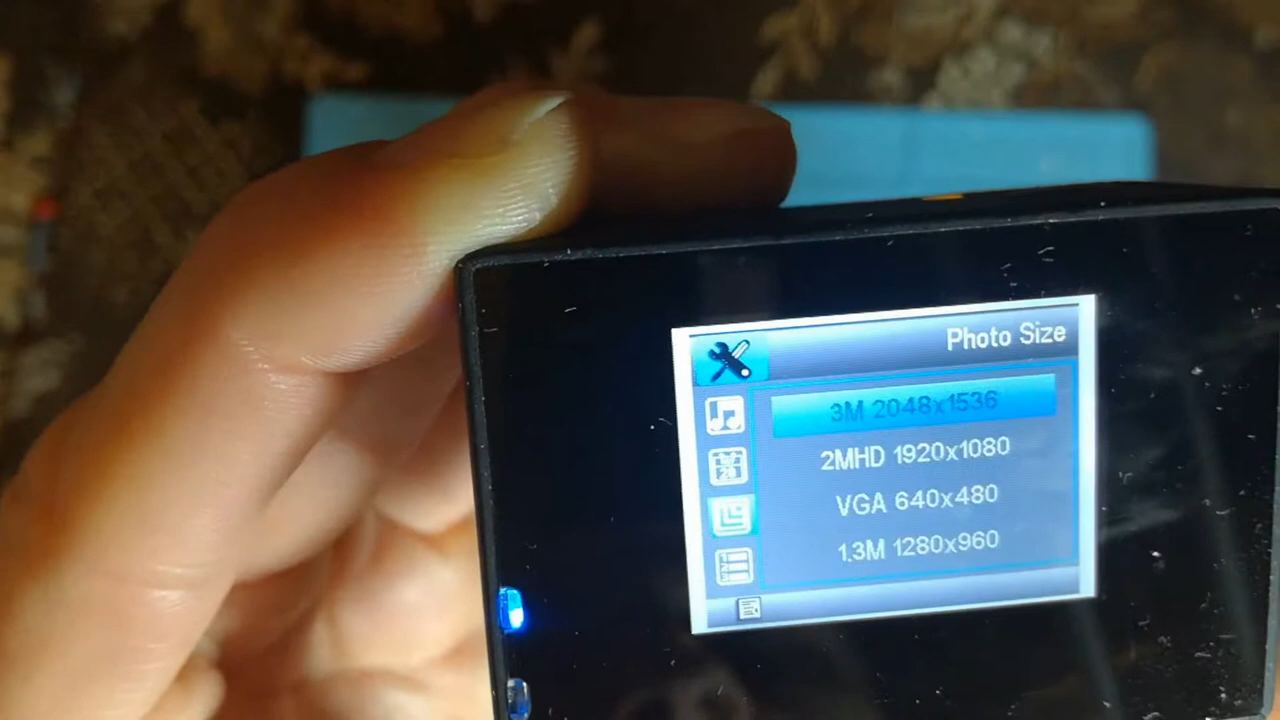 Photo Size
3M 2048x1536
2MHD 1920x1080
VGA 640x480
1.3M 1280x960